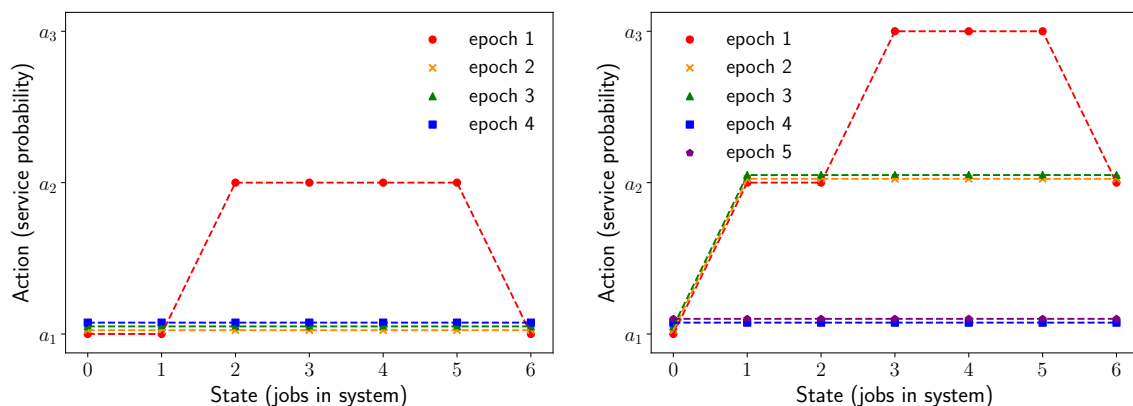 Action (service probability)
a3
a2
a1
epoch 1
epoch 2
epoch 3
epoch 4
0 1 2 3 4 5 6
State (jobs in system)
Action (service probability)
a3
a2
a1
epoch 1
epoch 2
epoch 3
epoch 4
epoch 5
0 1 2 3 4 5 6
State (jobs in system)